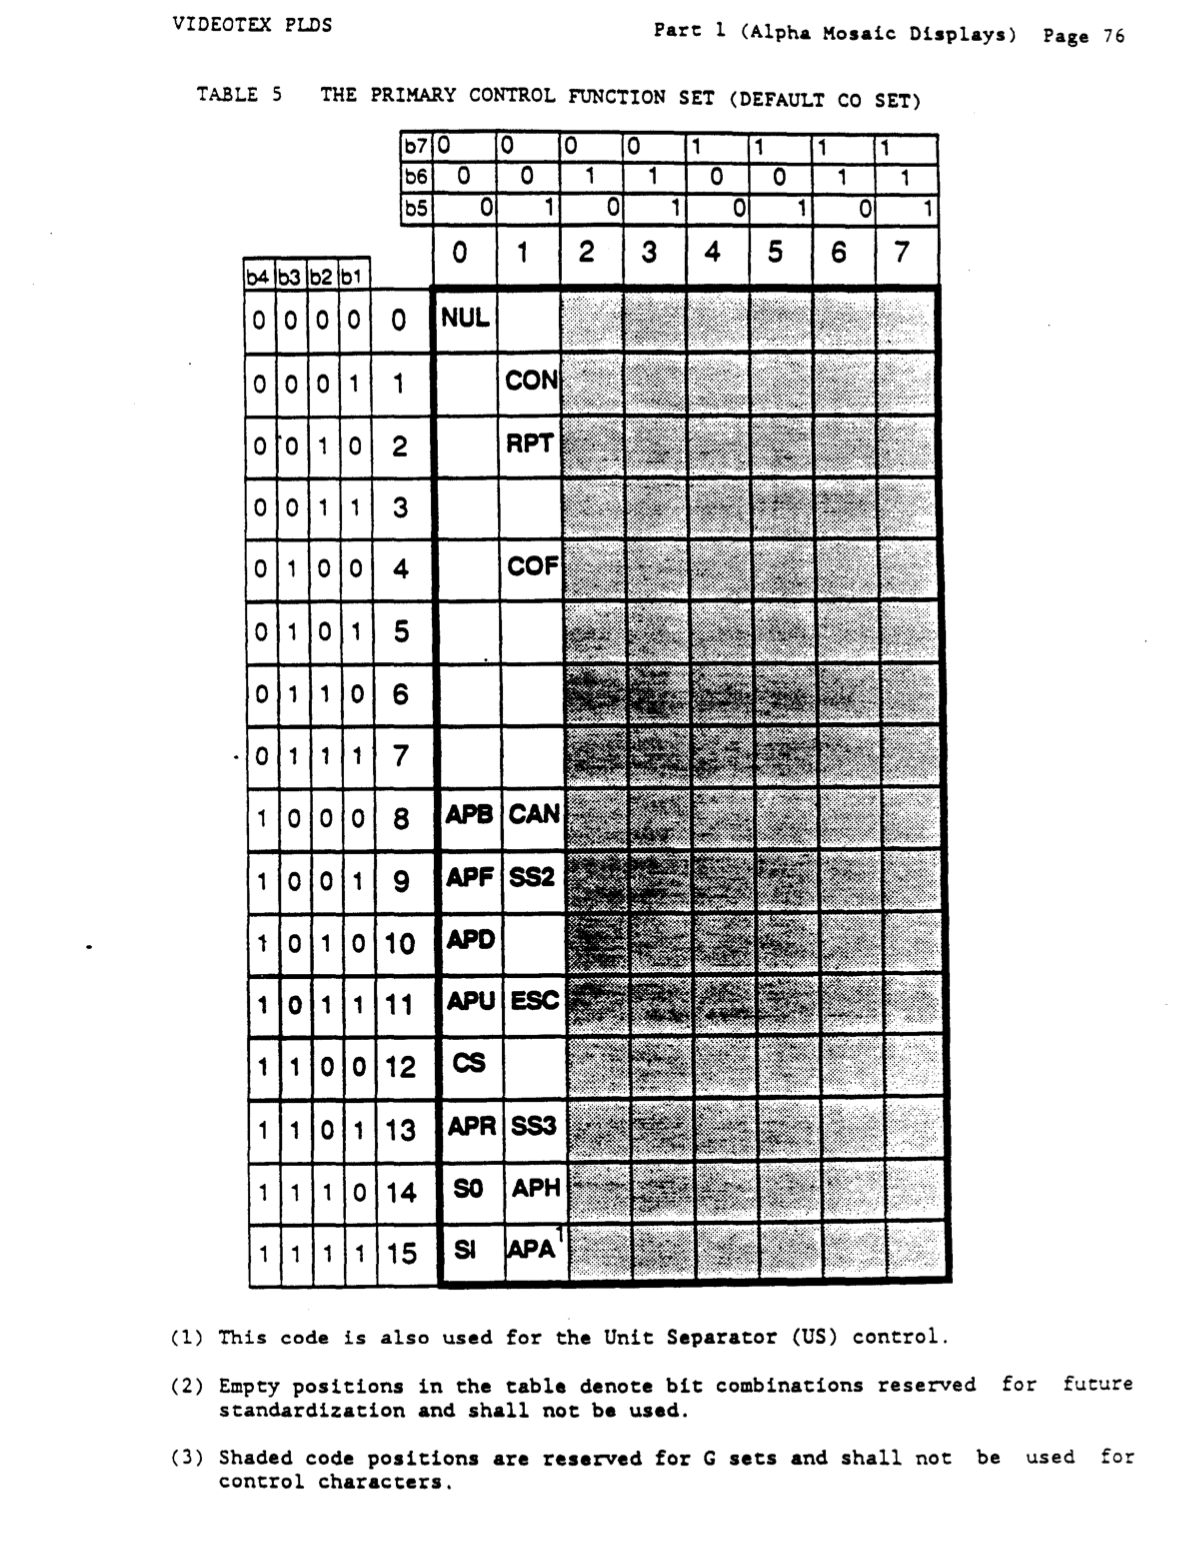 VIDEOTEX PLDS
Part 1 (Alpha Mosaic Displays) Page 76
TABLE 5 THE PRIMARY CONTROL FUNCTION SET (DEFAULT CO SET)
b7 0 0 0 0 1 1 1 1
b6 0 0 1 1 0 0 1 1
b5 0 1 0 1 0 1 0 1
0 1 2 3 4 5 6 7
b4 b3 b2 b1
0 0 0 0 0 NUL
0 0 0 1 1 CON
0 0 1 0 2 RPT
0 0 1 1 3
0 1 0 0 4 COF
0 1 0 1 5
0 1 1 0 6
0 1 1 1 7
1 0 0 0 8 APB CAN
1 0 0 1 9 APF SS2
1 0 1 0 10 APD
1 0 1 1 11 APU ESC
1 1 0 0 12 CS
1 1 0 1 13 APR SS3
1 1 1 0 14 S0 APH
1 1 1 1 15 SI APA1
(1) This code is also used for the Unit Separator (US) control.
(2) Empty positions in the table denote bit combinations reserved for future
standardization and shall not be used.
(3) Shaded code positions are reserved for G sets and shall not be used for
control characters.